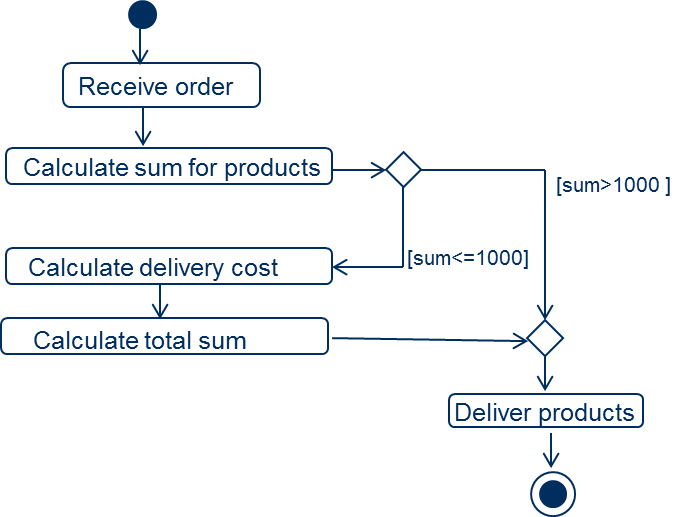 Receive order
Calculate sum for products
[sum>1000 ]
[sum<=1000]
Calculate delivery cost
Calculate total sum
Deliver products